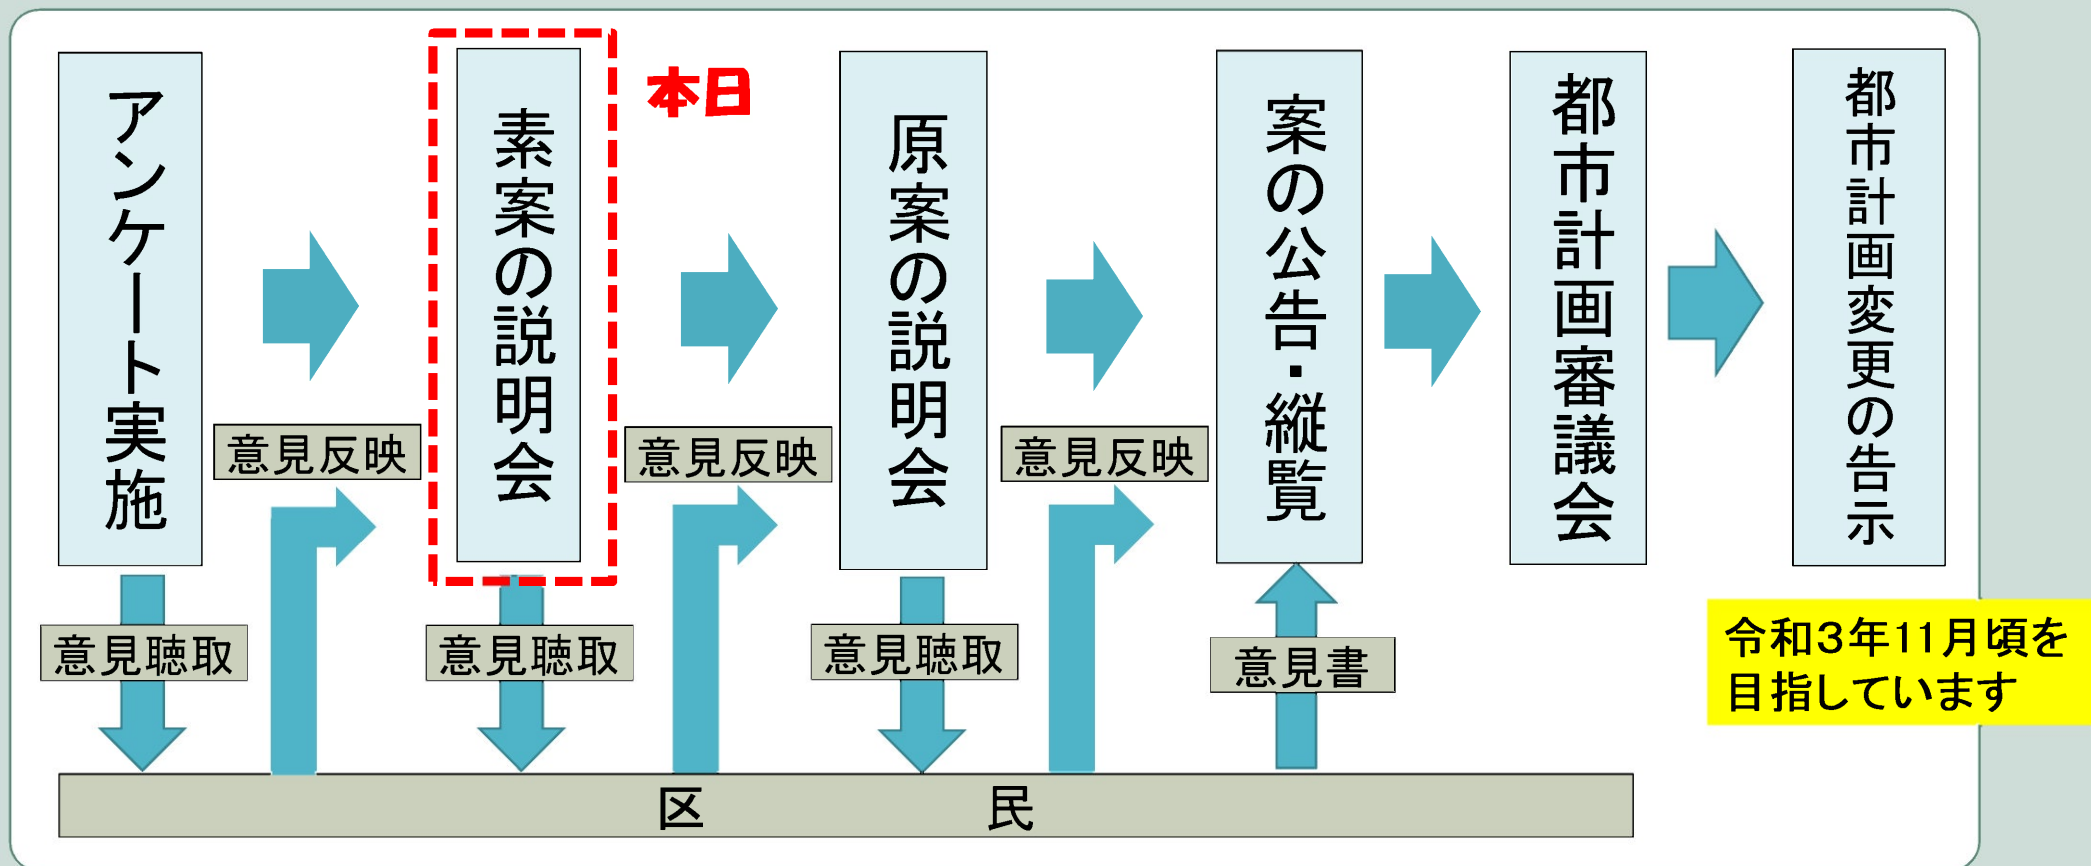 アンケート実施
素案の説明会
本日
原案の説明会
案の公告・縦覧
都市計画審議会
都市計画変更の告示
意見反映
意見反映
意見反映
意見聴取
意見聴取
意見聴取
意見書
令和３年11月頃を
目指しています
区民